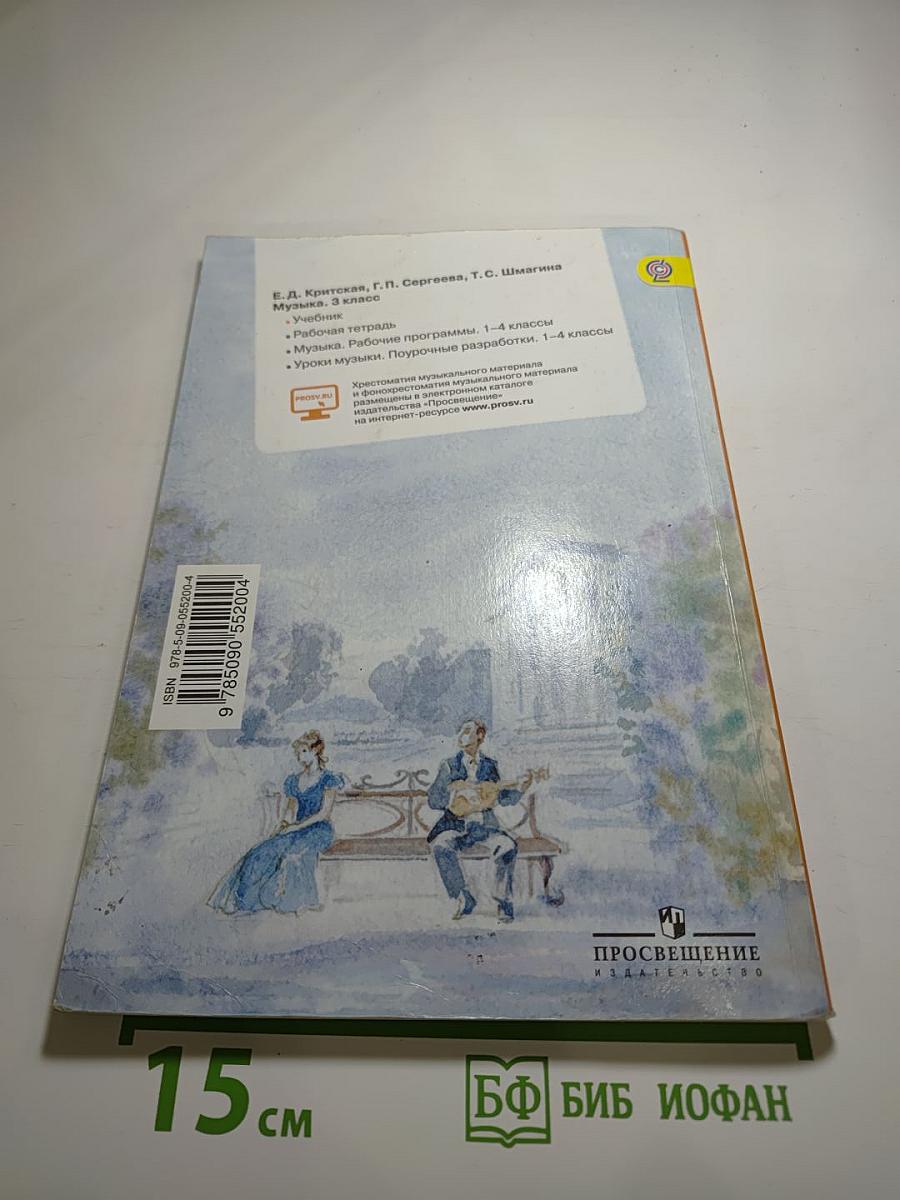 Е. Д. Критская, Г. П. Сергеева, Т. С. Шмагина
Музыка. 3 класс
• Учебник
• Рабочая тетрадь
• Музыка. Рабочие программы. 1–4 классы
• Уроки музыки. Поурочные разработки. 1–4 классы
PROSV.RU
Хрестоматия музыкального материала
и фонохрестоматия музыкального материала
размещены в электронном каталоге
издательства «Просвещение»
на интернет-ресурсе www.prosv.ru
ISBN 978-5-09-055200-4
9 785090 552004
ИП
ПРОСВЕЩЕНИЕ
ИЗДАТЕЛЬСТВО
15 см
БФ БИБ ИОФАН